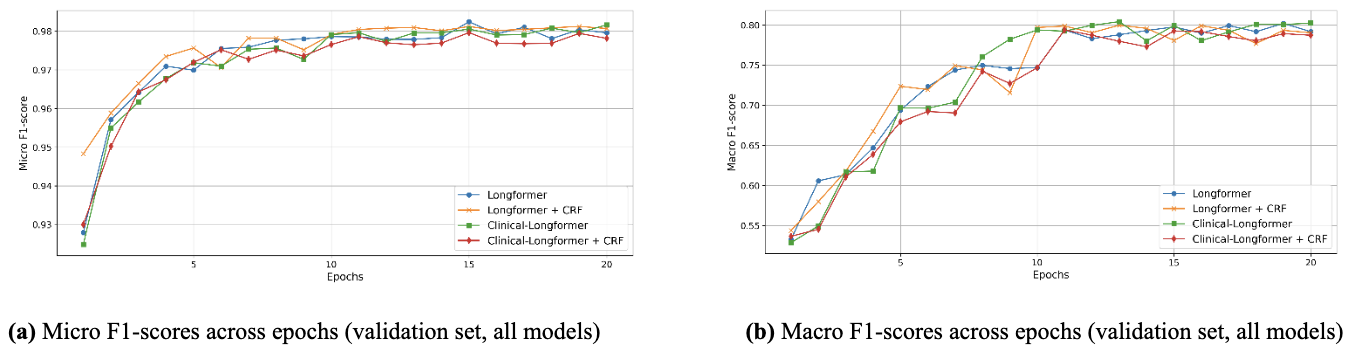 0.98
0.97
0.96
0.95
0.94
0.93
Micro F1-score
Longformer
Longformer + CRF
Clinical-Longformer
Clinical-Longformer + CRF
5
10
15
20
Epochs
(a) Micro F1-scores across epochs (validation set, all models)
0.80
0.75
0.70
0.65
0.60
0.55
Macro F1-score
Longformer
Longformer + CRF
Clinical-Longformer
Clinical-Longformer + CRF
5
10
15
20
Epochs
(b) Macro F1-scores across epochs (validation set, all models)